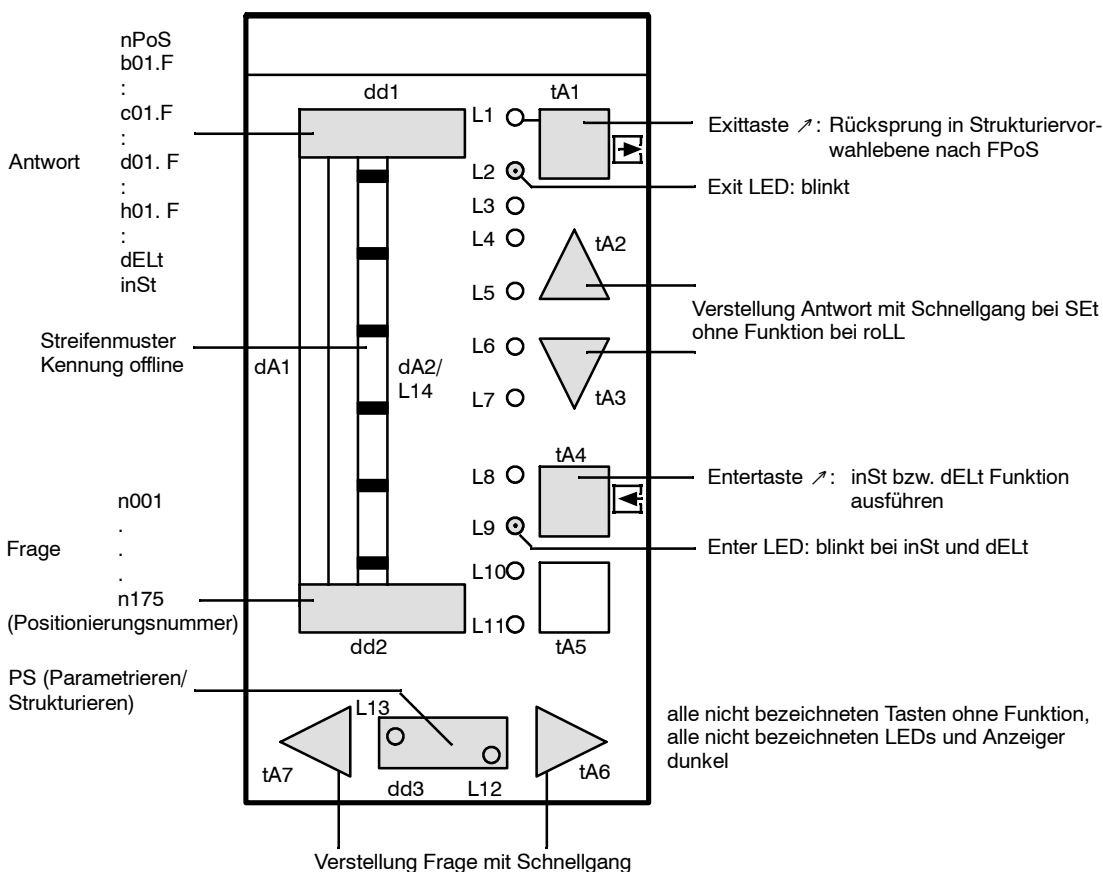 nPoS
b01.F
:
c01.F
:
d01. F
:
h01. F
:
dELt
inSt
Antwort
dd1
L1
tA1
Exittaste ↗: Rücksprung in Strukturiervor-
wahlebene nach FPoS
L2
Exit LED: blinkt
L3
L4
tA2
L5
Verstellung Antwort mit Schnellgang bei SEt
ohne Funktion bei roLL
Streifenmuster
Kennung offline
dA1
dA2/
L14
L6
L7
tA3
tA4
L8
Entertaste ↗: inSt bzw. dELt Funktion
ausführen
L9
Enter LED: blinkt bei inSt und dELt
n001
.
.
.
n175
Frage
(Positionierungsnummer)
L10
L11
dd2
tA5
PS (Parametrieren/
Strukturieren)
L13
tA7
dd3
L12
tA6
alle nicht bezeichneten Tasten ohne Funktion,
alle nicht bezeichneten LEDs und Anzeiger
dunkel
Verstellung Frage mit Schnellgang